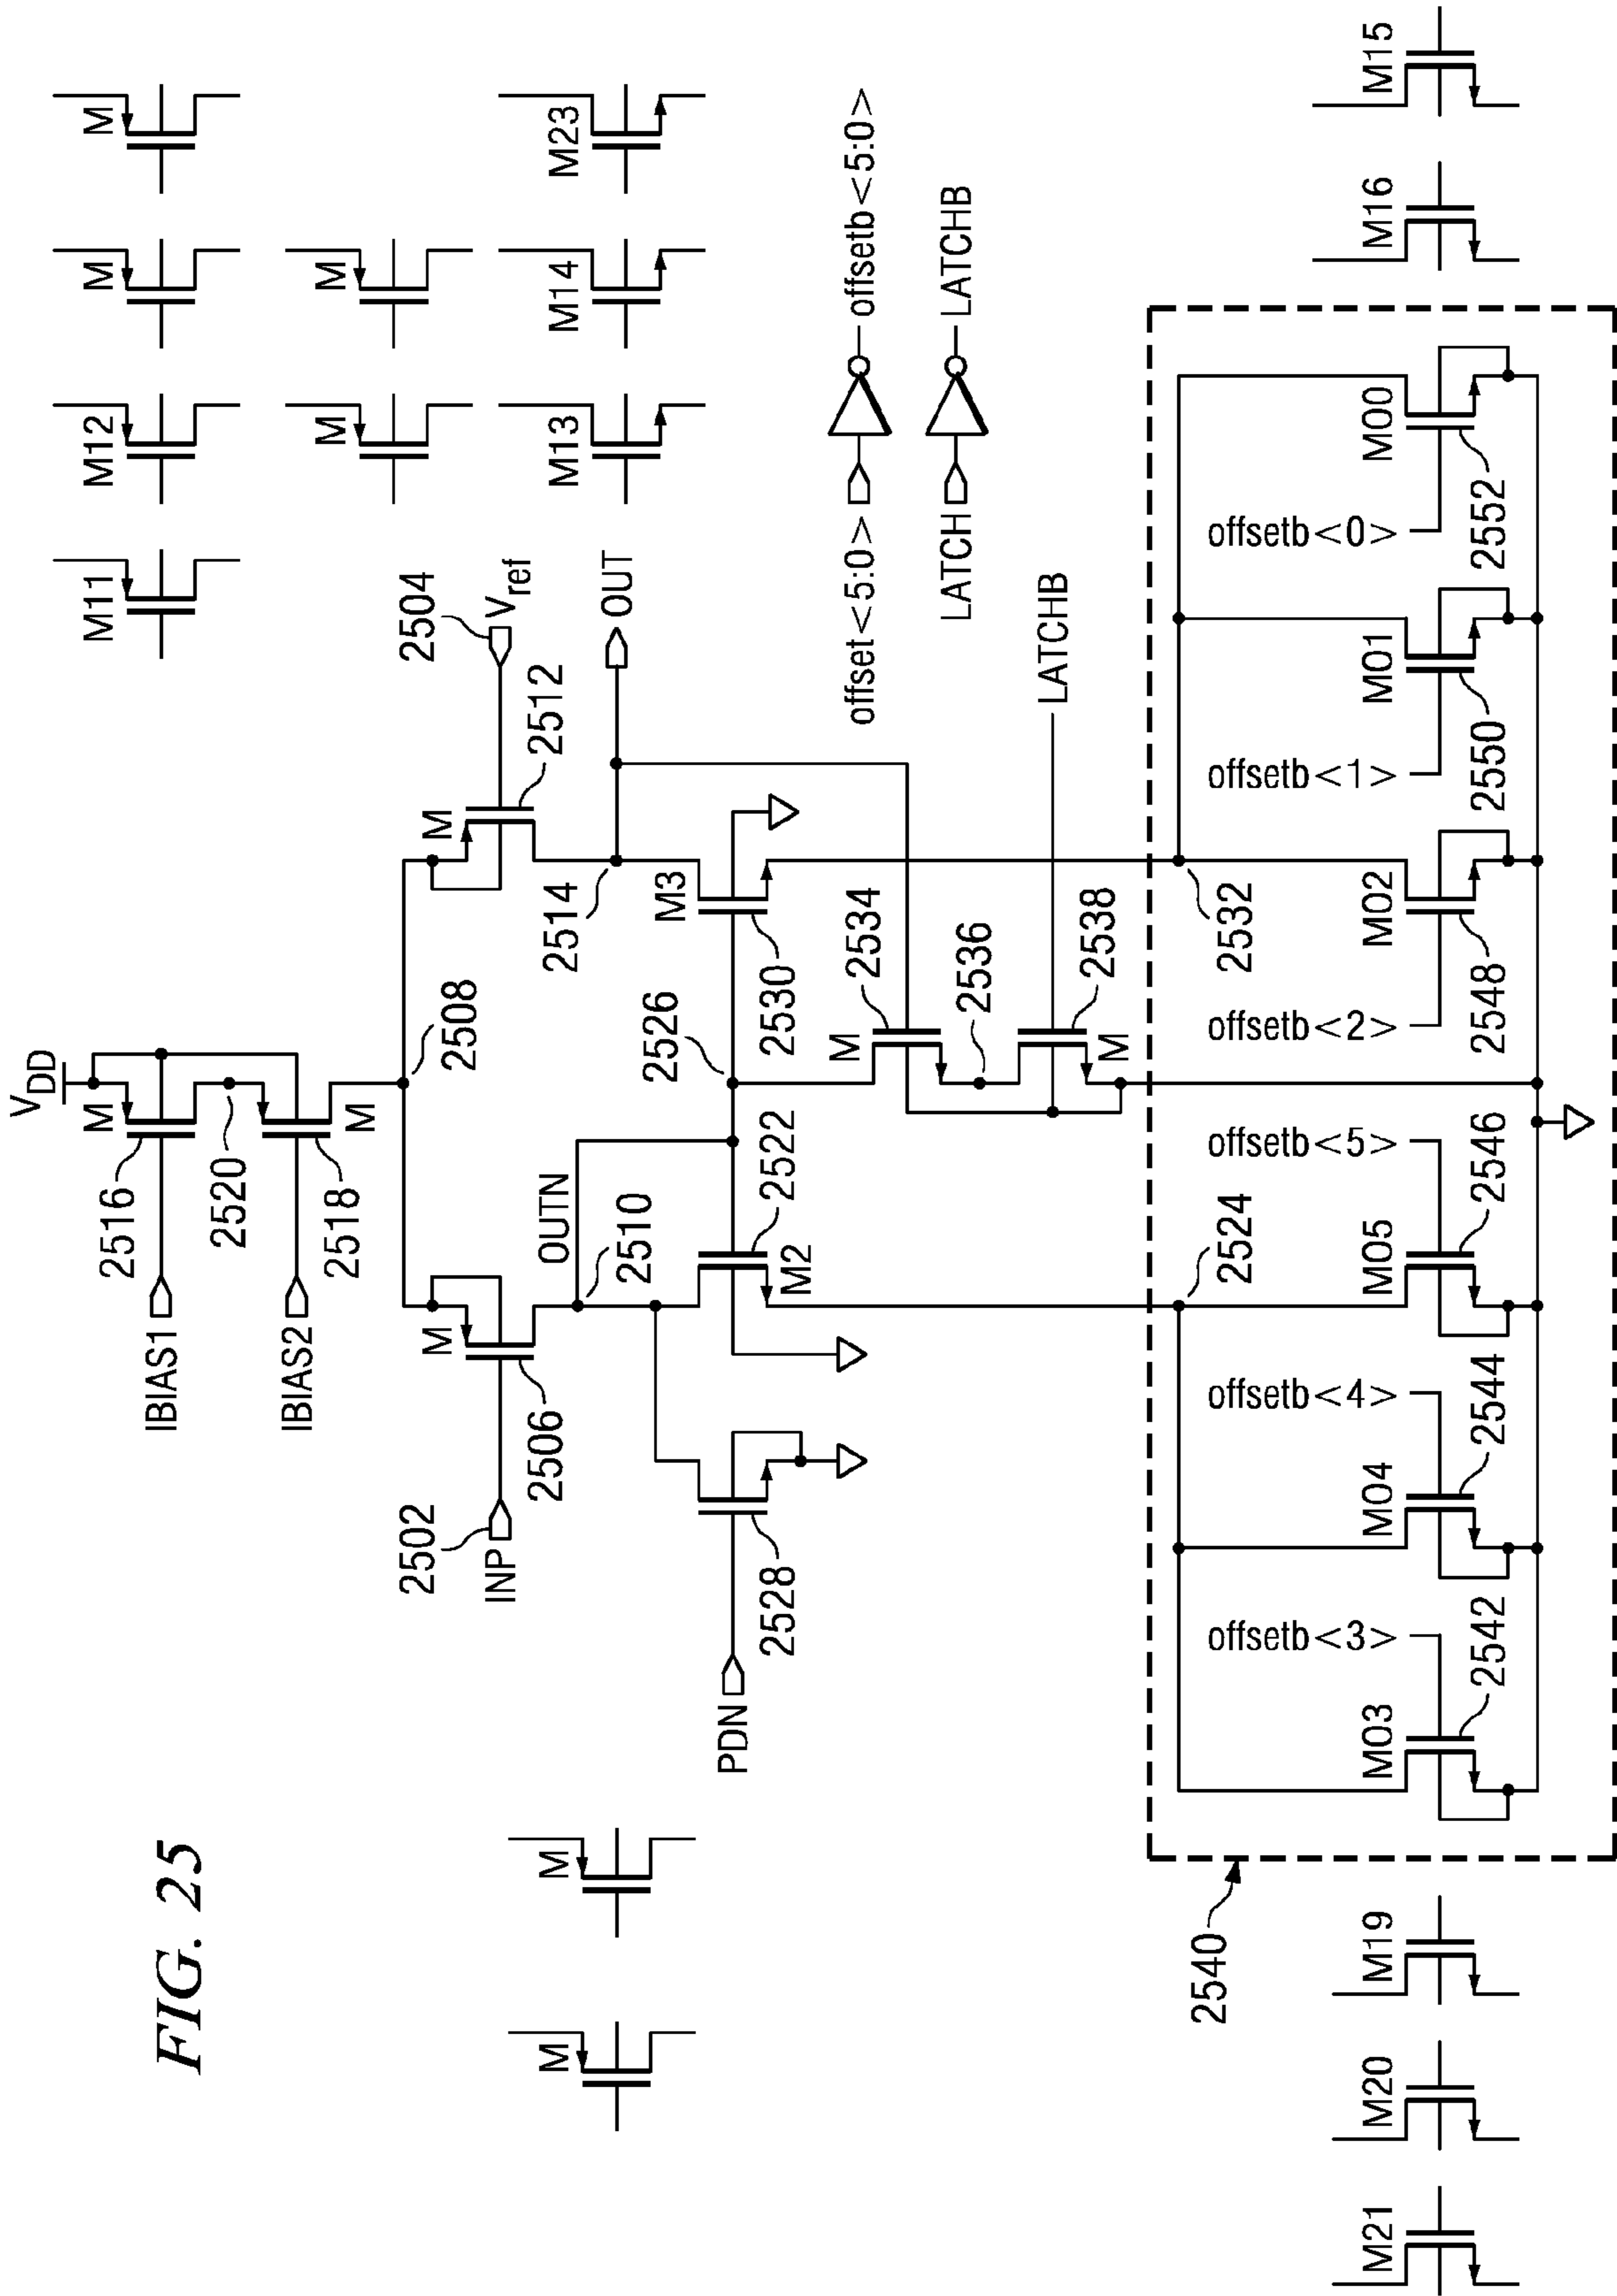 FIG. 25
V_DD
M
M
IBIAS1
2516
2520
IBIAS2
2518
M
2508
M11
M12
M
M
M
M
M
M
2502
INP
M
2506
M
2504
V_ref
2512
OUTN
2510
2514
OUT
M13
M14
M23
PDN
2528
M2
2522
2526
M3
2530
M
2534
2536
2538
M
LATCHB
offset<5:0>
offsetb<5:0>
LATCH
LATCHB
2540
2524
2532
offsetb<3>
offsetb<4>
offsetb<5>
offsetb<2>
offsetb<1>
offsetb<0>
M21
M20
M19
MO3
2542
MO4
2544
MO5
2546
MO2
2548
MO1
2550
MO0
2552
M16
M15